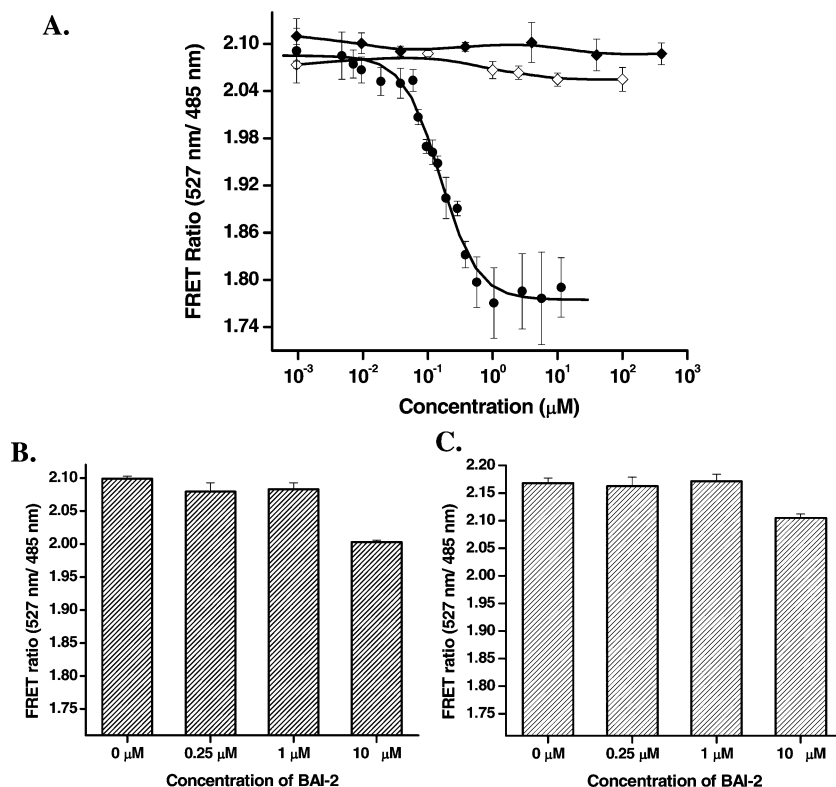 A.
FRET Ratio (527 nm/ 485 nm)
2.10
2.04
1.98
1.92
1.86
1.80
1.74
10⁻³ 10⁻² 10⁻¹ 10⁰ 10¹ 10² 10³
Concentration (μM)
B.
FRET ratio (527 nm/ 485 nm)
2.10
2.05
2.00
1.95
1.90
1.85
1.80
1.75
0 μM 0.25 μM 1 μM 10 μM
Concentration of BAI-2
C.
FRET ratio (527 nm/ 485 nm)
2.20
2.15
2.10
2.05
2.00
1.95
1.90
1.85
1.80
1.75
0 μM 0.25 μM 1 μM 10 μM
Concentration of BAI-2